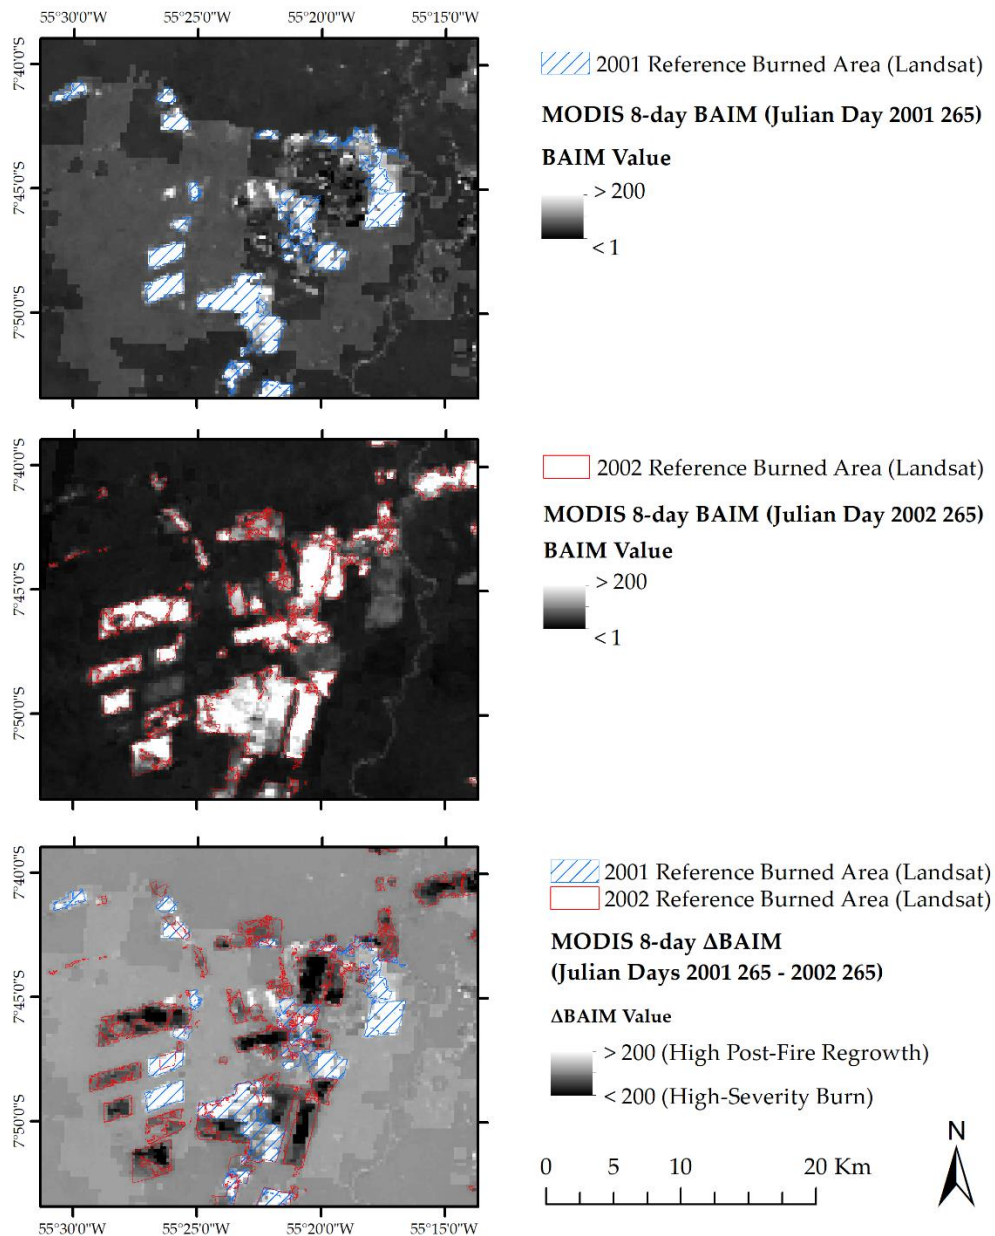 55°30'0"W 55°25'0"W 55°20'0"W 55°15'0"W
7°40'0"S
7°45'0"S
7°50'0"S
2001 Reference Burned Area (Landsat)
MODIS 8-day BAIM (Julian Day 2001 265)
BAIM Value
> 200
< 1
7°40'0"S
7°45'0"S
7°50'0"S
2002 Reference Burned Area (Landsat)
MODIS 8-day BAIM (Julian Day 2002 265)
BAIM Value
> 200
< 1
7°40'0"S
7°45'0"S
7°50'0"S
55°30'0"W 55°25'0"W 55°20'0"W 55°15'0"W
2001 Reference Burned Area (Landsat)
2002 Reference Burned Area (Landsat)
MODIS 8-day ΔBAIM
(Julian Days 2001 265 - 2002 265)
ΔBAIM Value
> 200 (High Post-Fire Regrowth)
< 200 (High-Severity Burn)
0 5 10 20 Km
N